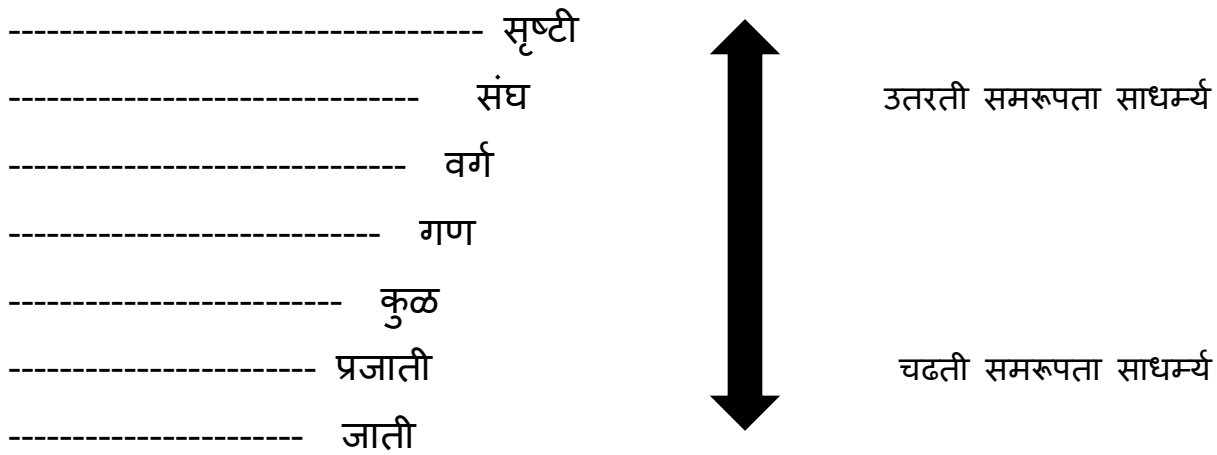 ------------------------------------- सृष्टी
-------------------------------- संघ उतरती समरूपता साधर्म्य
------------------------------- वर्ग
----------------------------- गण
-------------------------- कुळ
------------------------ प्रजाती चढती समरूपता साधर्म्य
----------------------- जाती